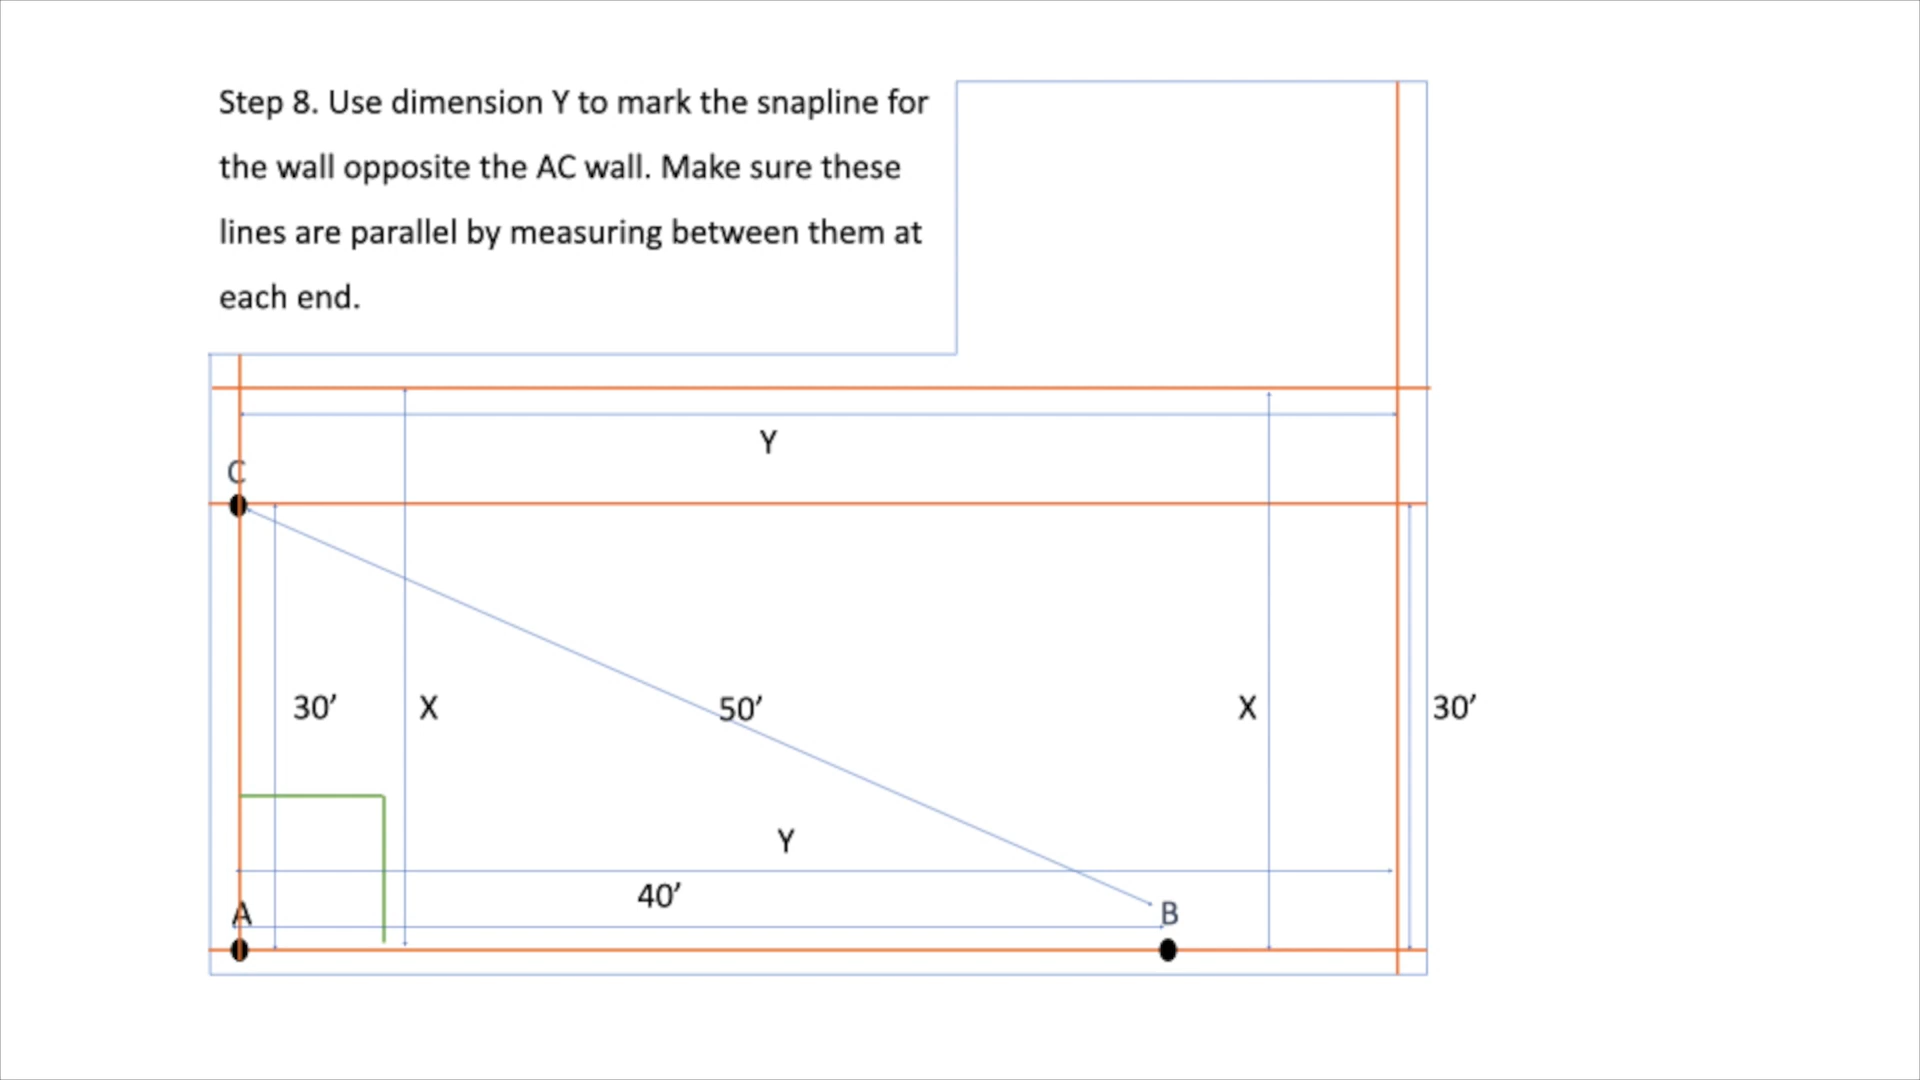 Step 8. Use dimension Y to mark the snapline for
the wall opposite the AC wall. Make sure these
lines are parallel by measuring between them at
each end.
Y
C
30’
X
50’
X
30’
Y
40’
A
B